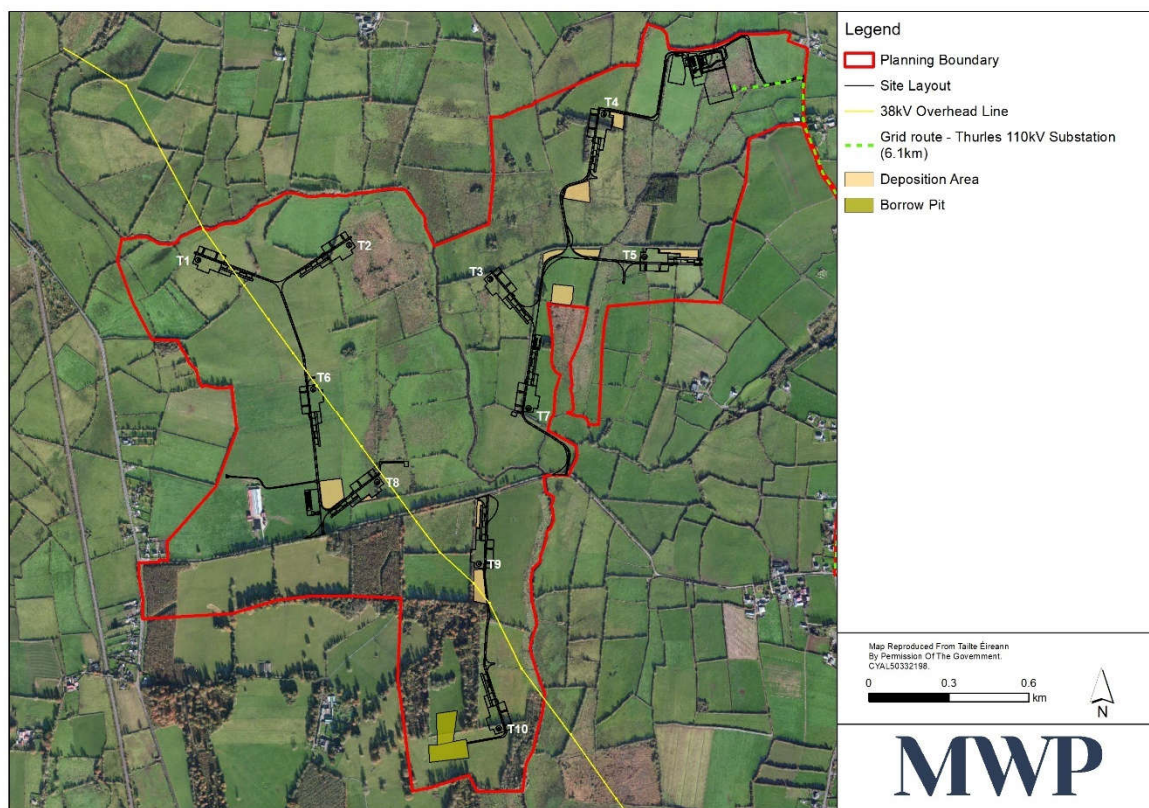 Legend
Planning Boundary
Site Layout
38kV Overhead Line
Grid route - Thurles 110kV Substation
(6.1km)
Deposition Area
Borrow Pit
T4
T2
T1
T5
T3
T6
T7
T8
T9
T10
Map Reproduced From Tailte Éireann
By Permission Of The Government.
CYAL50332198.
0 0.3 0.6
km
N
MWP